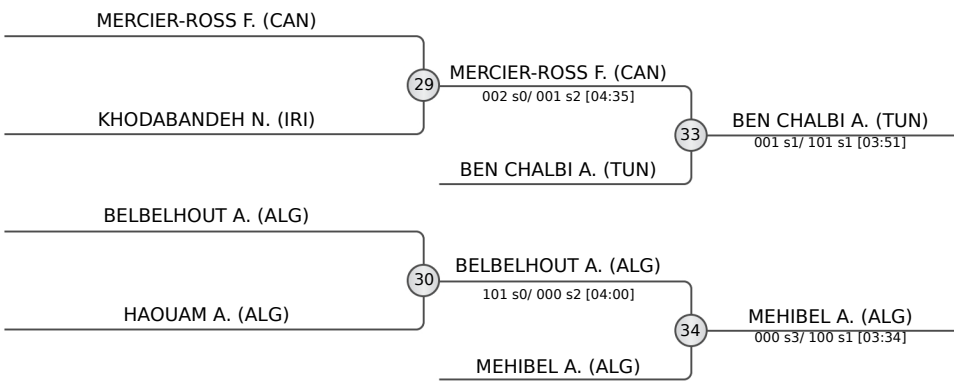 MERCIER-ROSS F. (CAN)
29
MERCIER-ROSS F. (CAN)
002 s0/ 001 s2 [04:35]
KHODABANDEH N. (IRI)
33
BEN CHALBI A. (TUN)
001 s1/ 101 s1 [03:51]
BEN CHALBI A. (TUN)
BELBELHOUT A. (ALG)
30
BELBELHOUT A. (ALG)
101 s0/ 000 s2 [04:00]
HAOUAM A. (ALG)
34
MEHIBEL A. (ALG)
000 s3/ 100 s1 [03:34]
MEHIBEL A. (ALG)